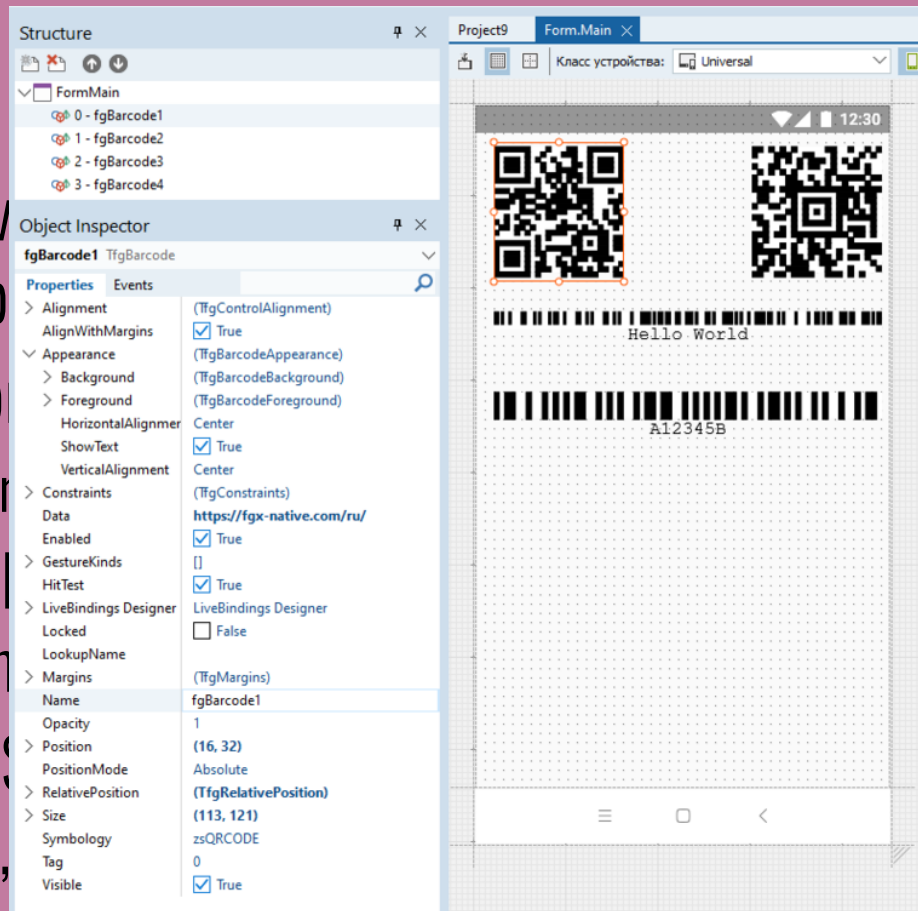 Structure
FormMain
0 - fgBarcode1
1 - fgBarcode2
2 - fgBarcode3
3 - fgBarcode4
Object Inspector
fgBarcode1 TfgBarcode
Properties Events
Alignment (TfgControlAlignment)
AlignWithMargins True
Appearance (TfgBarcodeAppearance)
Background (TfgBarcodeBackground)
Foreground (TfgBarcodeForeground)
HorizontalAlignmer Center
ShowText True
VerticalAlignment Center
Constraints (TfgConstraints)
Data https://fgx-native.com/ru/
Enabled True
GestureKinds []
HitTest True
LiveBindings Designer LiveBindings Designer
Locked False
LookupName
Margins (TfgMargins)
Name fgBarcode1
Opacity 1
Position (16, 32)
PositionMode Absolute
RelativePosition (TfgRelativePosition)
Size (113, 121)
Symbology zsQRCODE
Tag 0
Visible True
Project9 Form.Main
Класс устройства: Universal
12:30
Hello World
A12345B